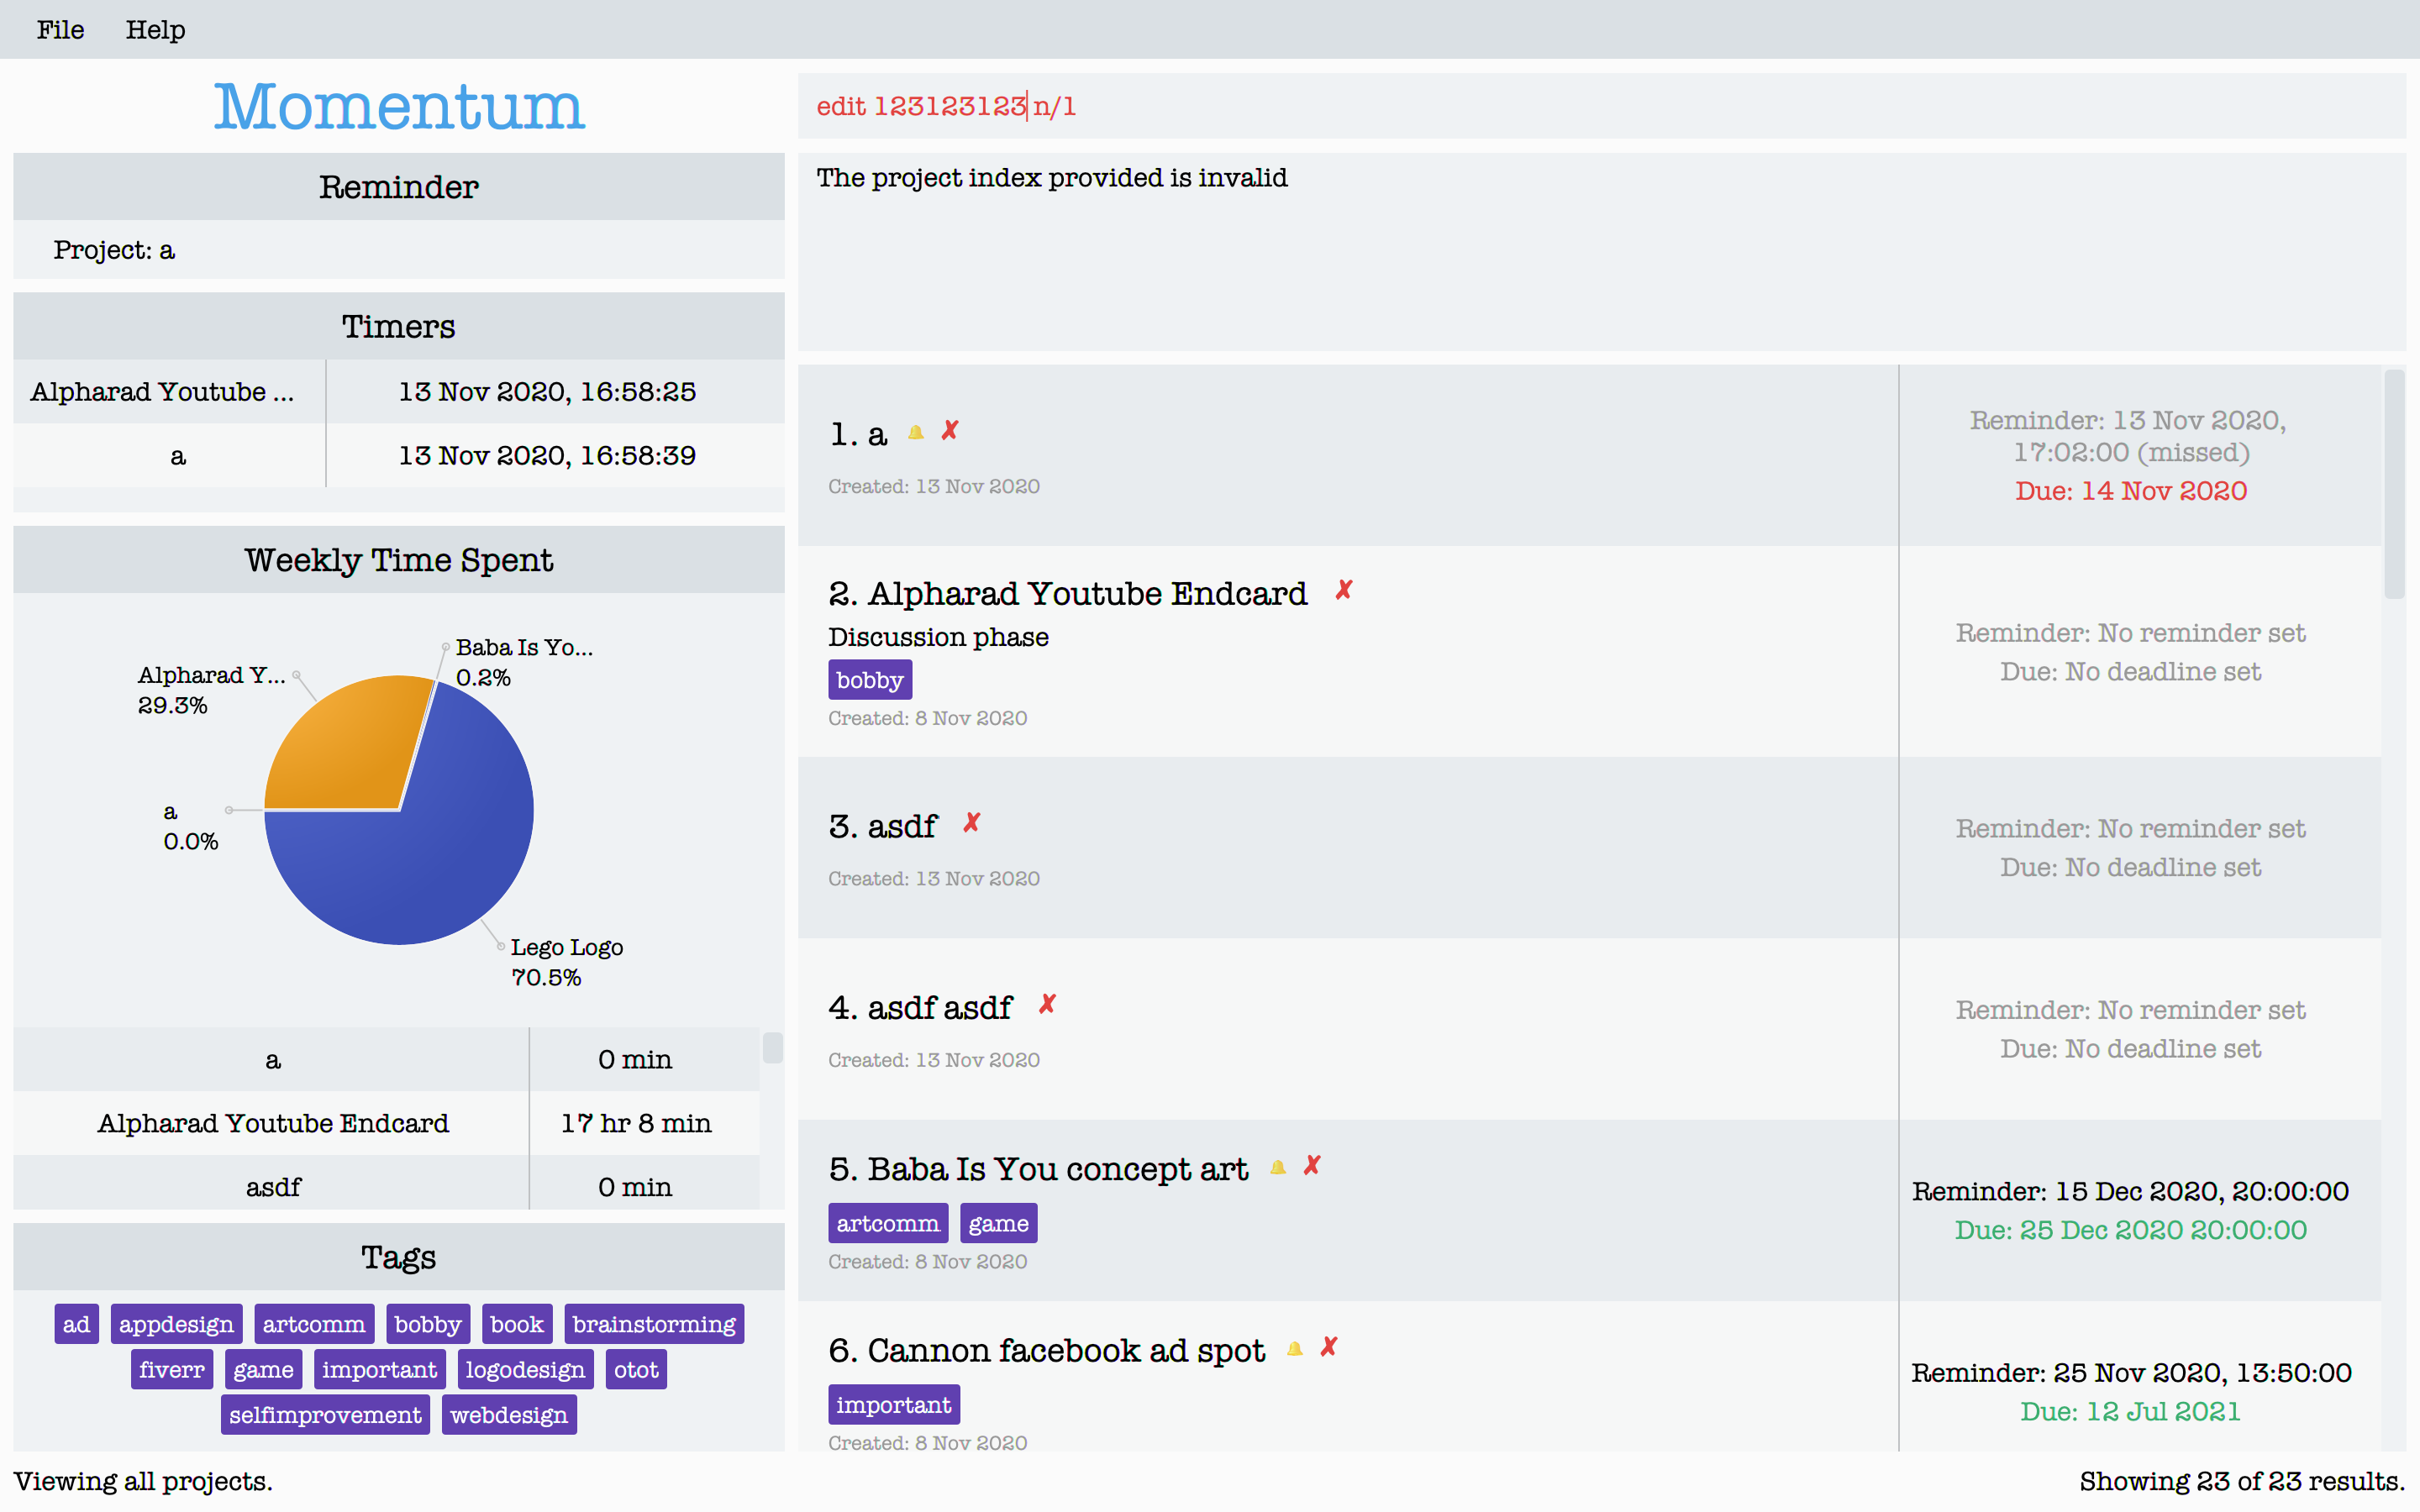 File Help
Momentum
Reminder
Project: a
Timers
Alpharad Youtube ... 13 Nov 2020, 16:58:25
a 13 Nov 2020, 16:58:39
Weekly Time Spent
Baba Is Yo...
0.2%
Alpharad Y...
29.3%
a
0.0%
Lego Logo
70.5%
a 0 min
Alpharad Youtube Endcard 17 hr 8 min
asdf 0 min
Tags
ad appdesign artcomm bobby book brainstorming
fiverr game important logodesign otot
selfimprovement webdesign
edit 123123123 n/1
The project index provided is invalid
1. a
Created: 13 Nov 2020
Reminder: 13 Nov 2020,
17:02:00 (missed)
Due: 14 Nov 2020
2. Alpharad Youtube Endcard
Discussion phase
bobby
Created: 8 Nov 2020
Reminder: No reminder set
Due: No deadline set
3. asdf
Created: 13 Nov 2020
Reminder: No reminder set
Due: No deadline set
4. asdf asdf
Created: 13 Nov 2020
Reminder: No reminder set
Due: No deadline set
5. Baba Is You concept art
artcomm game
Created: 8 Nov 2020
Reminder: 15 Dec 2020, 20:00:00
Due: 25 Dec 2020 20:00:00
6. Cannon facebook ad spot
important
Created: 8 Nov 2020
Reminder: 25 Nov 2020, 13:50:00
Due: 12 Jul 2021
Viewing all projects.
Showing 23 of 23 results.